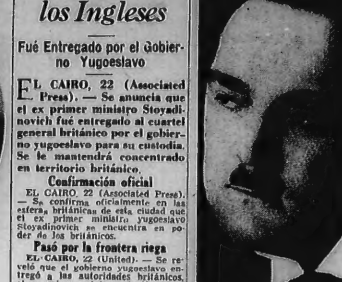 los Ingleses
Fué Entregado por el Gobier-
no Yugoeslavo
EL CAIRO, 22 (Associated
Press). — Se anuncia que
el ex primer ministro Stoyadi-
novich fué entregado al cuartel
general británico por el gobier-
no yugoeslavo para su custodia.
Se le mantendrá concentrado
en territorio británico.
Confirmación oficial
EL CAIRO, 22 (Associated Press).
— Se confirma oficialmente en las
esferas británicas de esta ciudad que
el ex primer ministro yugoeslavo
Stoyadinovich se encuentra en po-
der de los británicos.
Pasó por la frontera riega
EL CAIRO, 22 (United). — Se re-
veló que el gobierno yugoeslavo en-
tregó a las autoridades británicas,